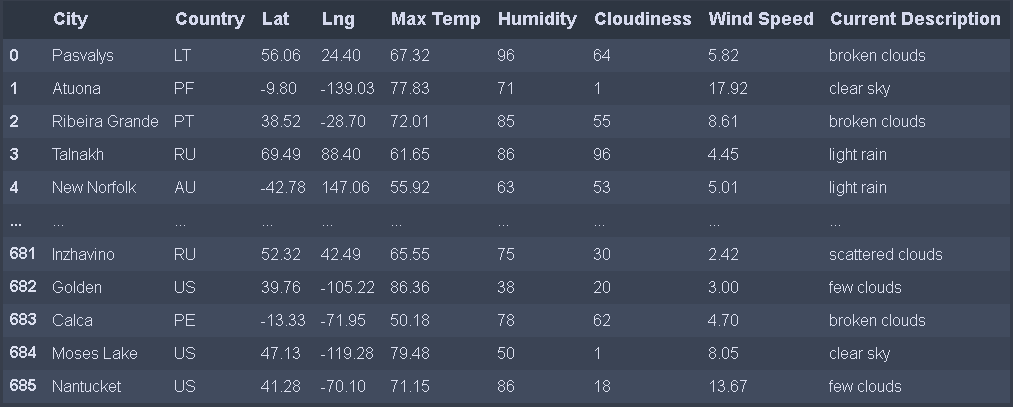 City Country Lat Lng Max Temp Humidity Cloudiness Wind Speed Current Description
0 Pasvalys LT 56.06 24.40 67.32 96 64 5.82 broken clouds
1 Atuona PF -9.80 -139.03 77.83 71 1 17.92 clear sky
2 Ribeira Grande PT 38.52 -28.70 72.01 85 55 8.61 broken clouds
3 Talnakh RU 69.49 88.40 61.65 86 96 4.45 light rain
4 New Norfolk AU -42.78 147.06 55.92 63 53 5.01 light rain
... ... ... ... ... ... ... ... ... ...
681 Inzhavino RU 52.32 42.49 65.55 75 30 2.42 scattered clouds
682 Golden US 39.76 -105.22 86.36 38 20 3.00 few clouds
683 Calca PE -13.33 -71.95 50.18 78 62 4.70 broken clouds
684 Moses Lake US 47.13 -119.28 79.48 50 1 8.05 clear sky
685 Nantucket US 41.28 -70.10 71.15 86 18 13.67 few clouds